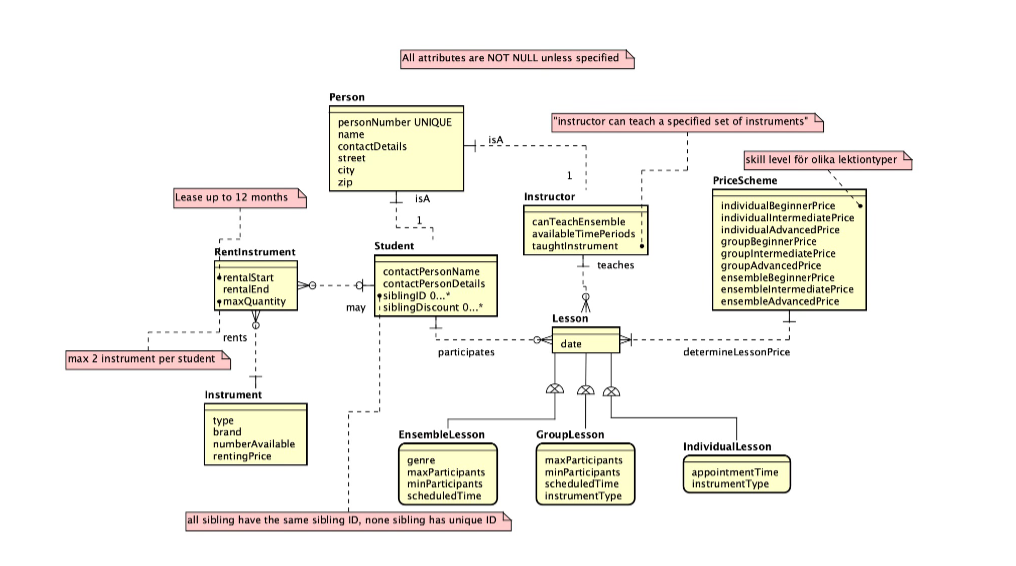 All attributes are NOT NULL unless specified
Person
personNumber UNIQUE
name
contactDetails
street
city
zip
isA
1
isA
1
"instructor can teach a specified set of instruments"
skill level för olika lektiontyper
PriceScheme
individualBeginnerPrice
individualIntermediatePrice
individualAdvancedPrice
groupBeginnerPrice
groupIntermediatePrice
groupAdvancedPrice
ensembleBeginnerPrice
ensembleIntermediatePrice
ensembleAdvancedPrice
Instructor
canTeachEnsemble
availableTimePeriods
taughtInstrument
teaches
Lease up to 12 months
RentInstrument
rentalStart
rentalEnd
maxQuantity
Student
contactPersonName
contactPersonDetails
siblingID 0...*
siblingDiscount 0...*
may
rents
participates
Lesson
date
determineLessonPrice
max 2 instrument per student
Instrument
type
brand
numberAvailable
rentingPrice
EnsembleLesson
genre
maxParticipants
minParticipants
scheduledTime
GroupLesson
maxParticipants
minParticipants
scheduledTime
instrumentType
IndividualLesson
appointmentTime
instrumentType
all sibling have the same sibling ID, none sibling has unique ID